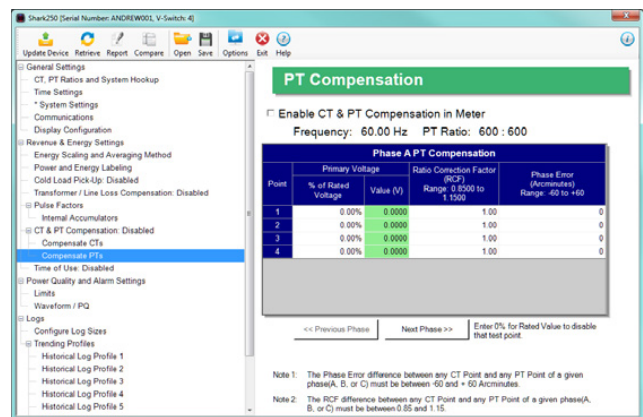 Shark250 [Serial Number: ANDREW001, V-Switch: 4]
Update Device Retrieve Report Compare Open Save Options Exit Help
General Settings
CT, PT Ratios and System Hookup
Time Settings
* System Settings
Communications
Display Configuration
Revenue & Energy Settings
Energy Scaling and Averaging Method
Power and Energy Labeling
Cold Load Pick-Up: Disabled
Transformer / Line Loss Compensation: Disabled
Pulse Factors
Internal Accumulators
CT & PT Compensation: Disabled
Compensate CTs
Compensate PTs
Time of Use: Disabled
Power Quality and Alarm Settings
Limits
Waveform / PQ
Logs
Configure Log Sizes
Trending Profiles
Historical Log Profile 1
Historical Log Profile 2
Historical Log Profile 3
Historical Log Profile 4
Historical Log Profile 5
PT Compensation
Enable CT & PT Compensation in Meter
Frequency: 60.00 Hz PT Ratio: 600 : 600
Phase A PT Compensation
Point
Primary Voltage
% of Rated
Voltage
Value (V)
Ratio Correction Factor
(RCF)
Range: 0.8500 to
1.1500
Phase Error
(Arcminutes)
Range: -60 to +60
1 0.00% 0.0000 1.00 0
2 0.00% 0.0000 1.00 0
3 0.00% 0.0000 1.00 0
4 0.00% 0.0000 1.00 0
<< Previous Phase
Next Phase >>
Enter 0% for Rated Value to disable
that test point.
Note 1: The Phase Error difference between any CT Point and any PT Point of a given
phase(A, B, or C) must be between -60 and + 60 Arcminutes.
Note 2: The RCF difference between any CT Point and any PT Point of a given phase(A,
B, or C) must be between 0.85 and 1.15.